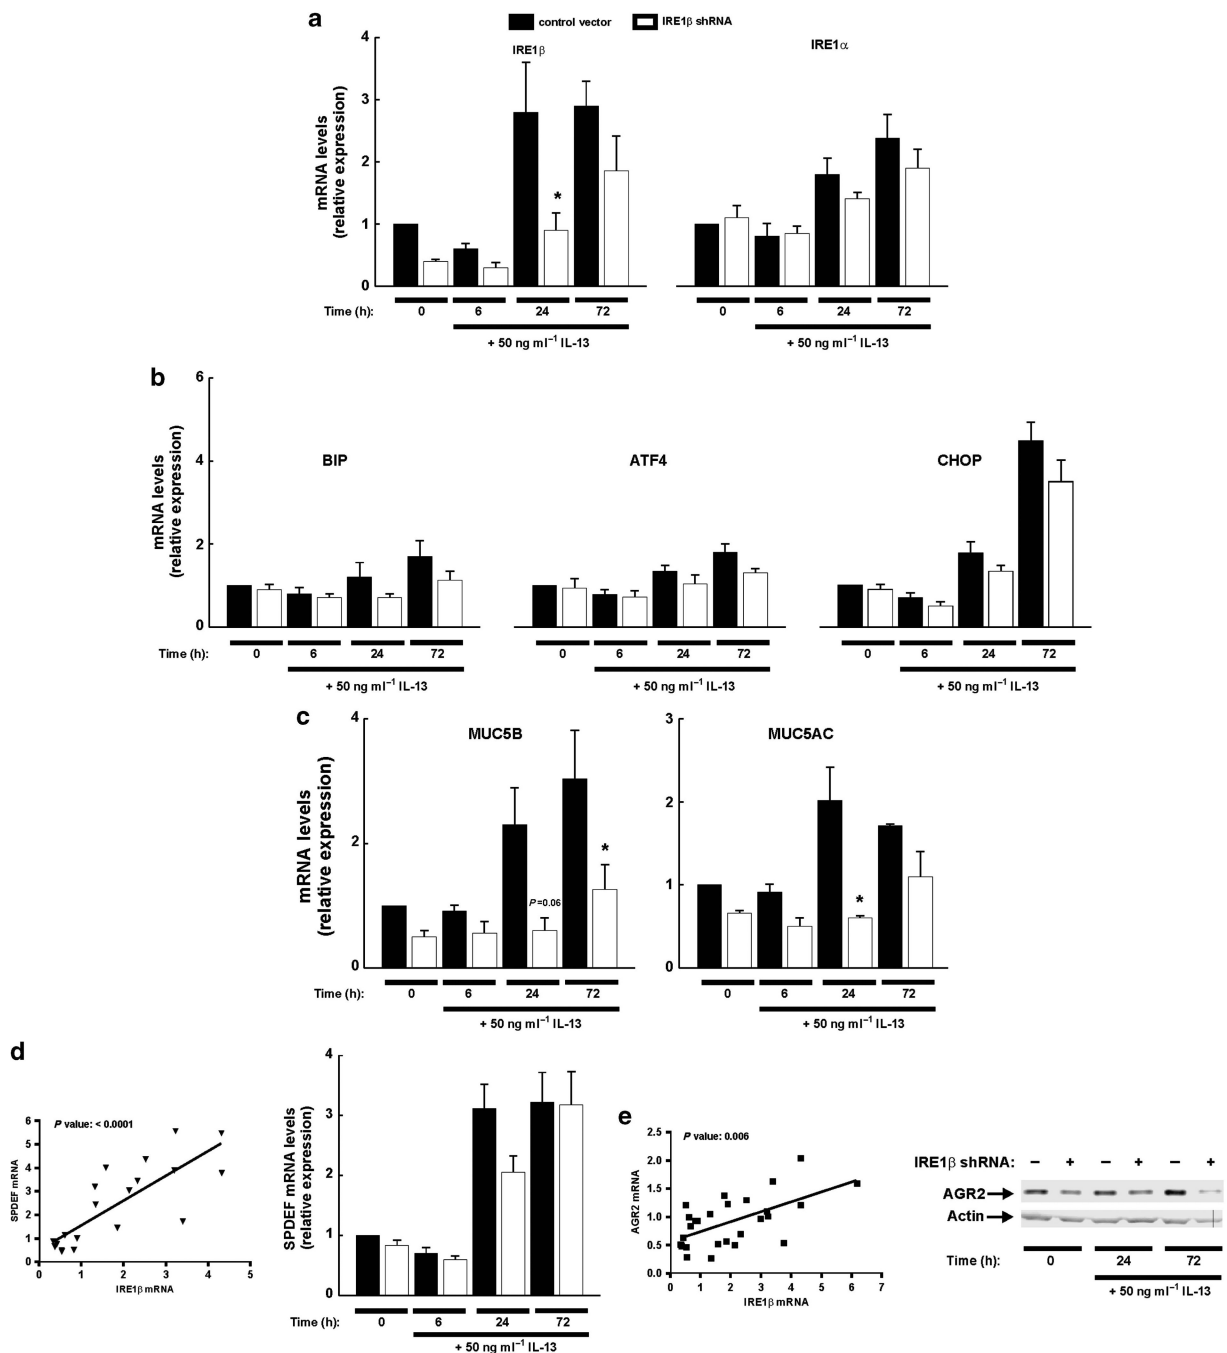 a
control vector IRE1β shRNA
IRE1β
IRE1α
mRNA levels
(relative expression)
4
3
2
1
0
*
Time (h): 0 6 24 72 0 6 24 72
+ 50 ng ml⁻¹ IL-13 + 50 ng ml⁻¹ IL-13
b
mRNA levels
(relative expression)
6
4
2
0
BIP ATF4 CHOP
Time (h): 0 6 24 72 0 6 24 72 0 6 24 72
+ 50 ng ml⁻¹ IL-13 + 50 ng ml⁻¹ IL-13 + 50 ng ml⁻¹ IL-13
c
mRNA levels
(relative expression)
MUC5B
4
2
0
P=0.06
*
Time (h): 0 6 24 72
+ 50 ng ml⁻¹ IL-13
MUC5AC
3
2
1
0
*
0 6 24 72
+ 50 ng ml⁻¹ IL-13
d
P value: < 0.0001
SPDEF mRNA
6
5
4
3
2
1
0
0 1 2 3 4 5
IRE1β mRNA
SPDEF mRNA levels
(relative expression)
4
3
2
1
0
Time (h): 0 6 24 72
+ 50 ng ml⁻¹ IL-13
e
P value: 0.006
AGR2 mRNA
2.5
2.0
1.5
1.0
0.5
0.0
0 1 2 3 4 5 6 7
IRE1β mRNA
IRE1β shRNA: – + – + – +
AGR2
Actin
Time (h): 0 24 72
+ 50 ng ml⁻¹ IL-13